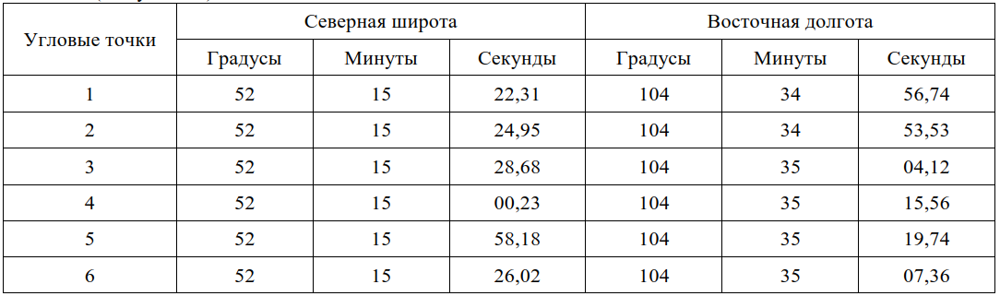 Угловые точки Северная широта Восточная долгота
Градусы Минуты Секунды Градусы Минуты Секунды
1 52 15 22,31 104 34 56,74
2 52 15 24,95 104 34 53,53
3 52 15 28,68 104 35 04,12
4 52 15 00,23 104 35 15,56
5 52 15 58,18 104 35 19,74
6 52 15 26,02 104 35 07,36